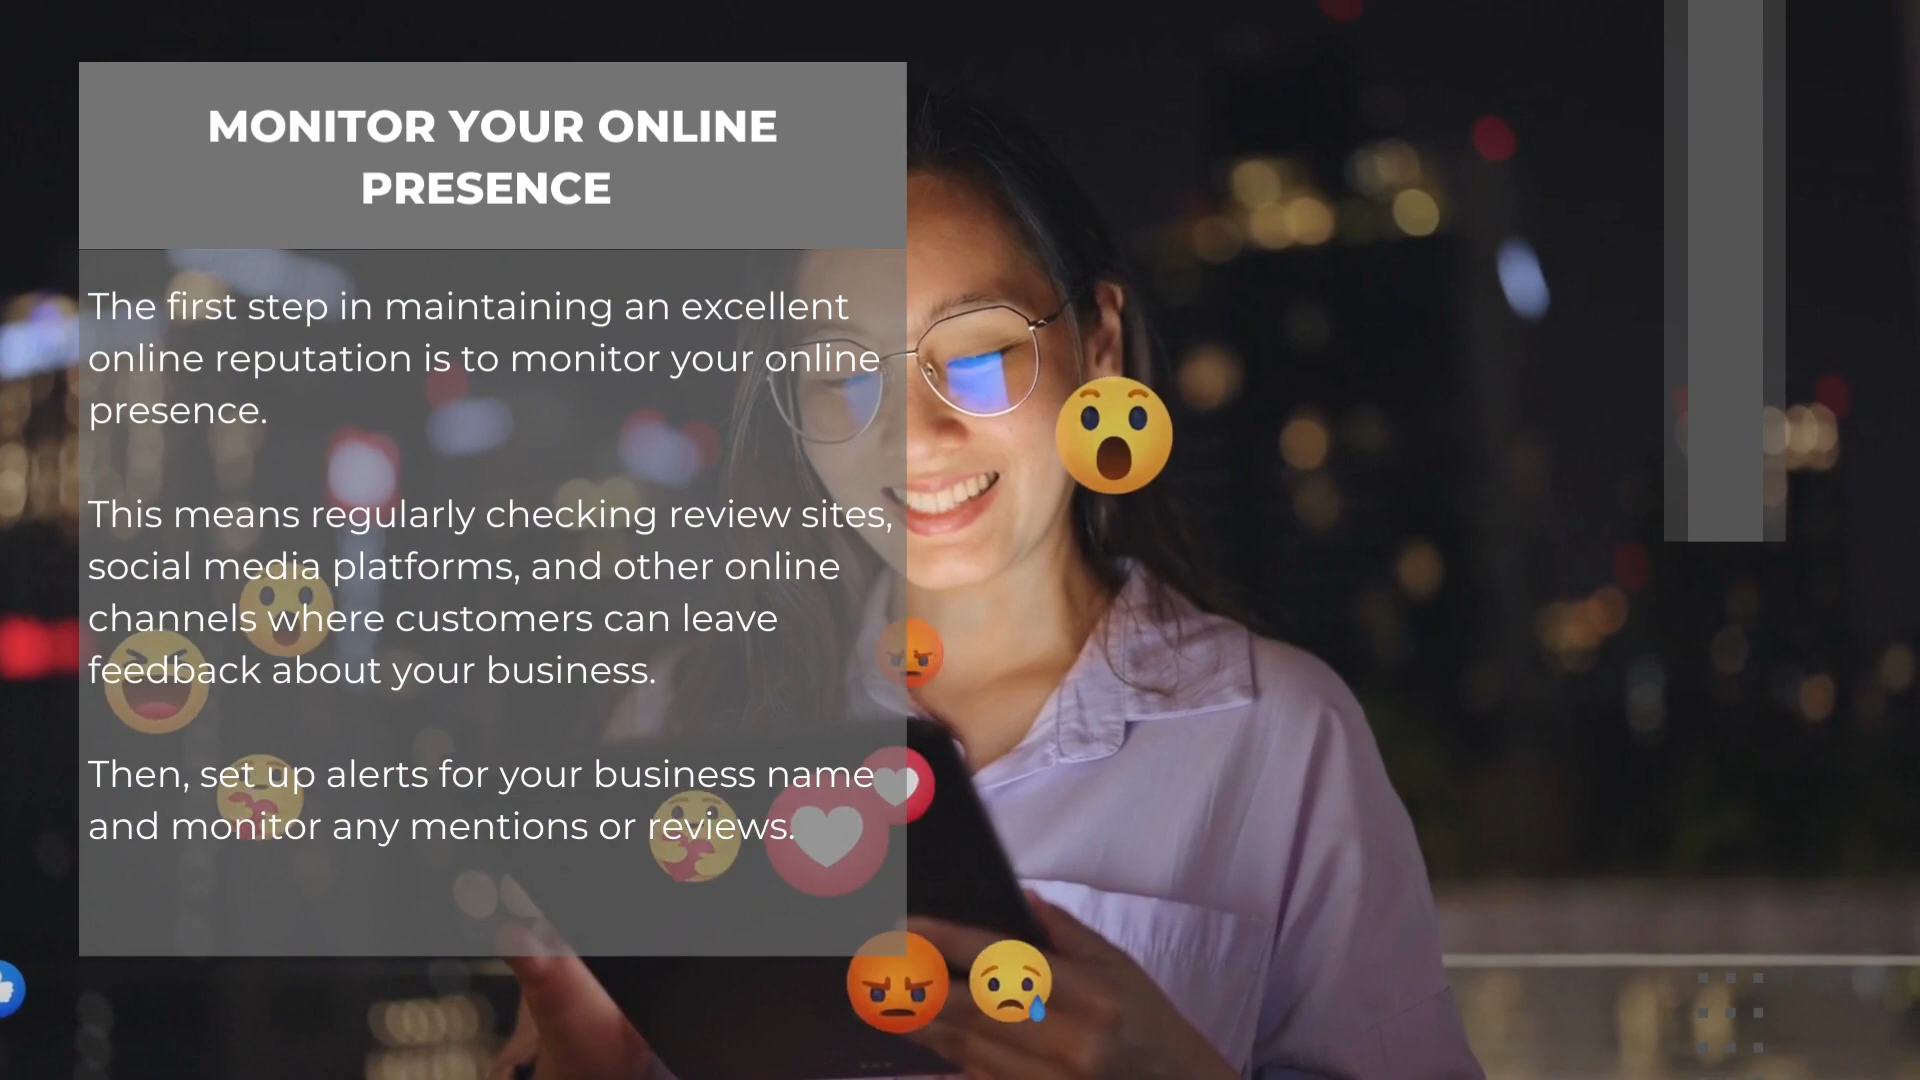 MONITOR YOUR ONLINE
PRESENCE
The first step in maintaining an excellent
online reputation is to monitor your online
presence.
This means regularly checking review sites,
social media platforms, and other online
channels where customers can leave
feedback about your business.
Then, set up alerts for your business name
and monitor any mentions or reviews.